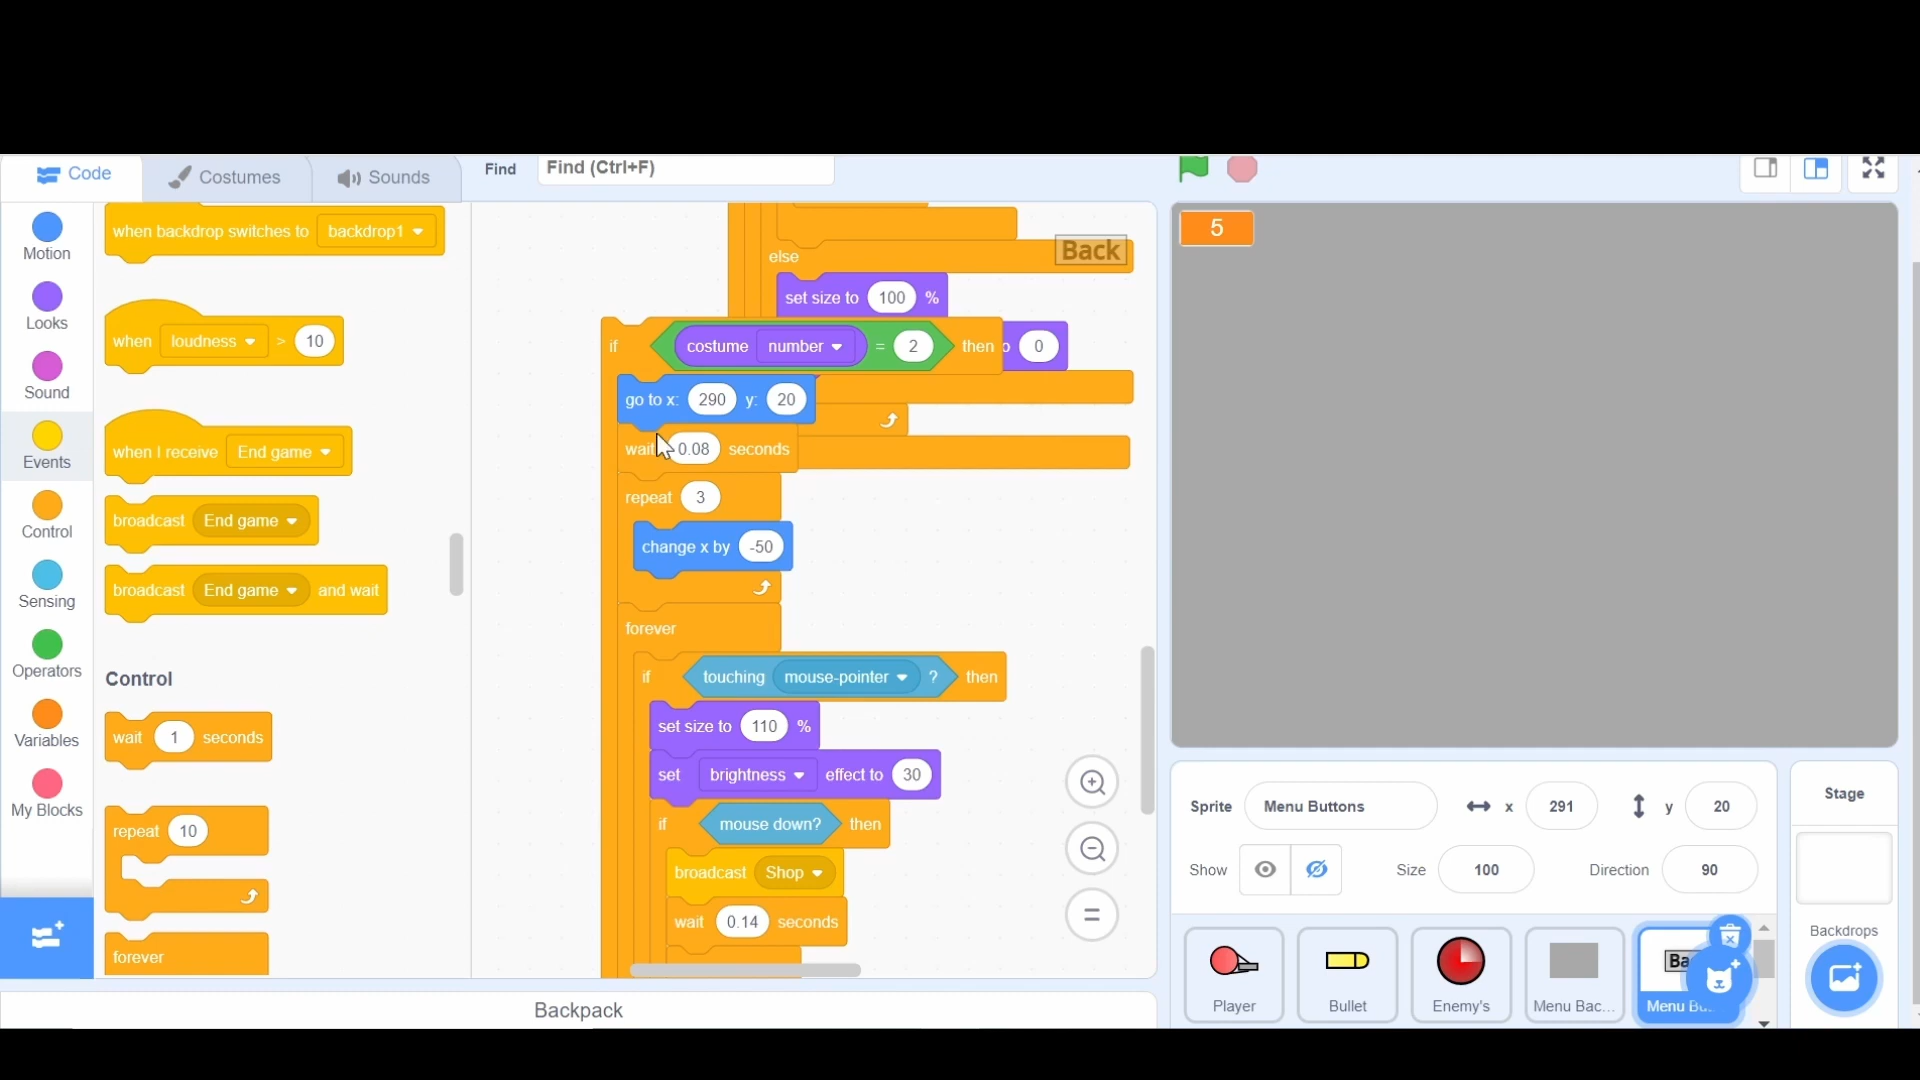 Code
Costumes
Sounds
Find
Find (Ctrl+F)
Motion
Looks
Sound
Events
Control
Sensing
Operators
Variables
My Blocks
when backdrop switches to backdrop1
when loudness > 10
when I receive End game
broadcast End game
broadcast End game and wait
Control
wait 1 seconds
repeat 10
forever
else
Back
set size to 100 %
if costume number = 2 then
0
go to x: 290 y: 20
wait 0.08 seconds
repeat 3
change x by -50
forever
if touching mouse-pointer ? then
set size to 110 %
set brightness effect to 30
if mouse down? then
broadcast Shop
wait 0.14 seconds
=
Backpack
5
Sprite Menu Buttons x 291 y 20
Show Size 100 Direction 90
Player
Bullet
Enemy's
Menu Bac...
Ba
Menu Bu...
Stage
Backdrops